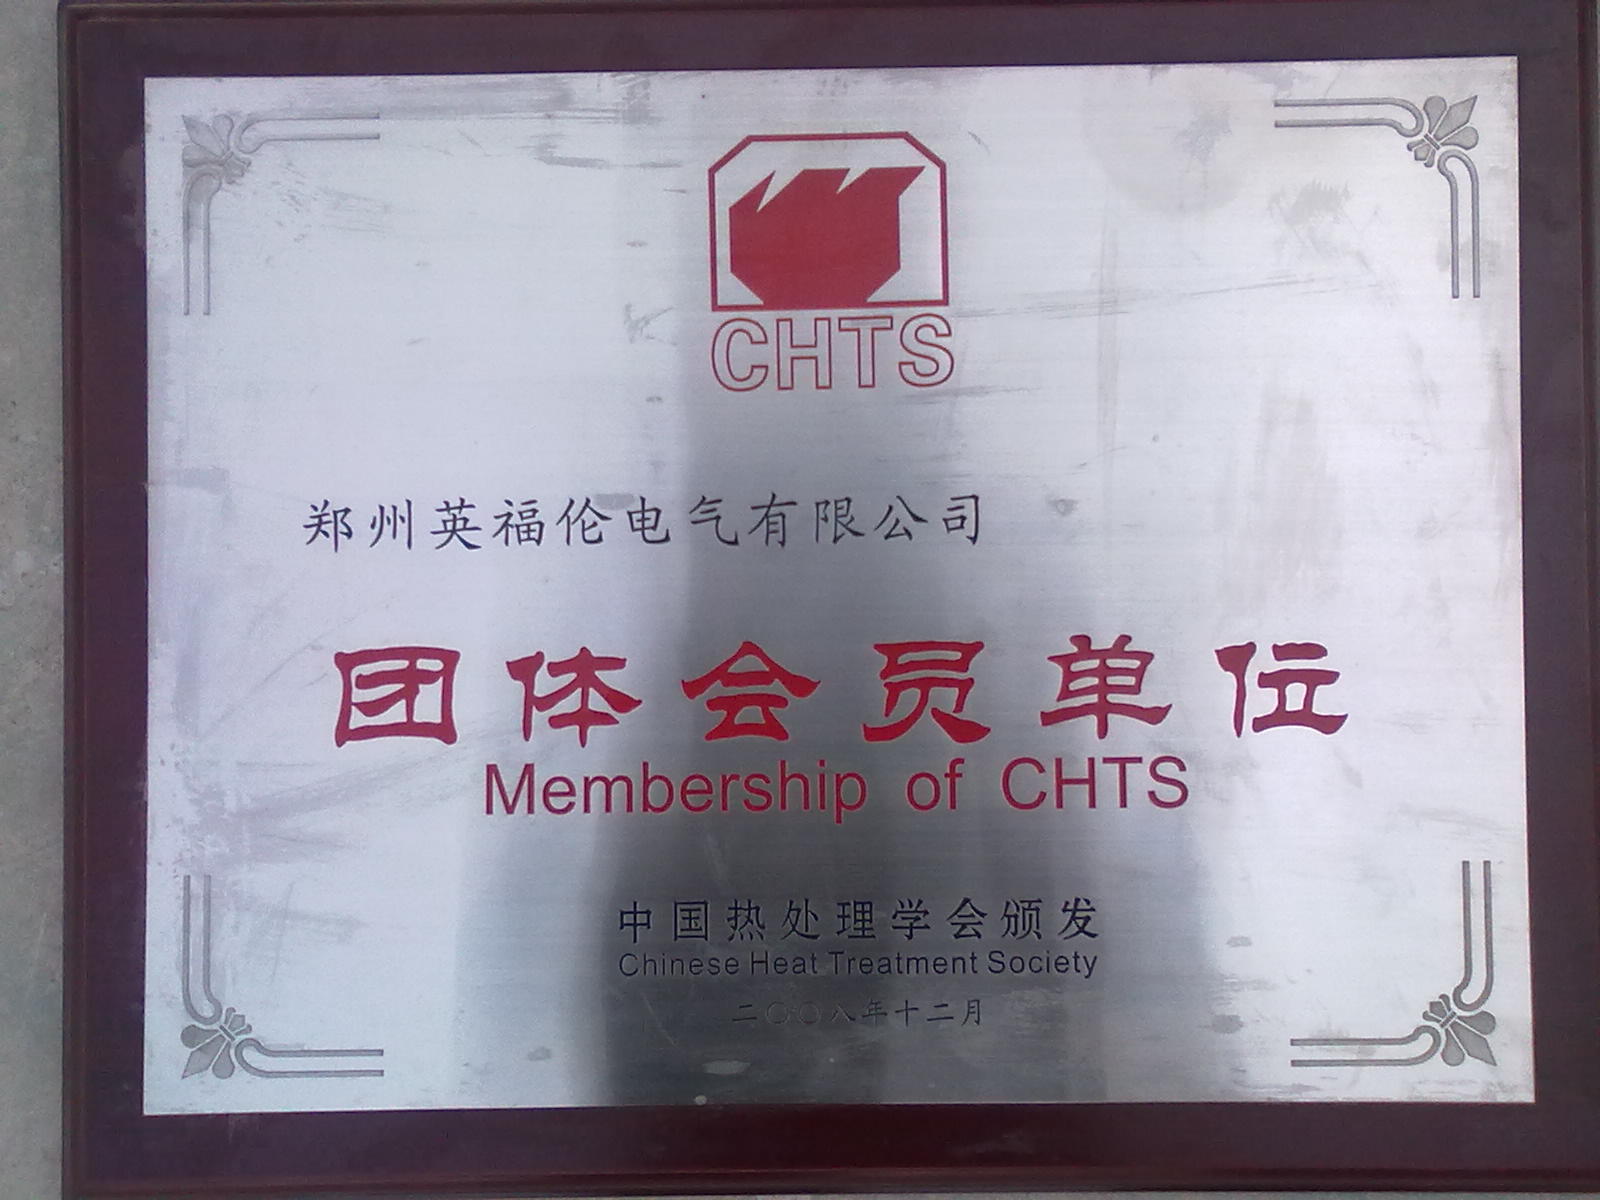 CHTS
郑州英福伦电气有限公司
团体会员单位
Membership of CHTS
中国热处理学会颁发
Chinese Heat Treatment Society
二〇〇八年十二月